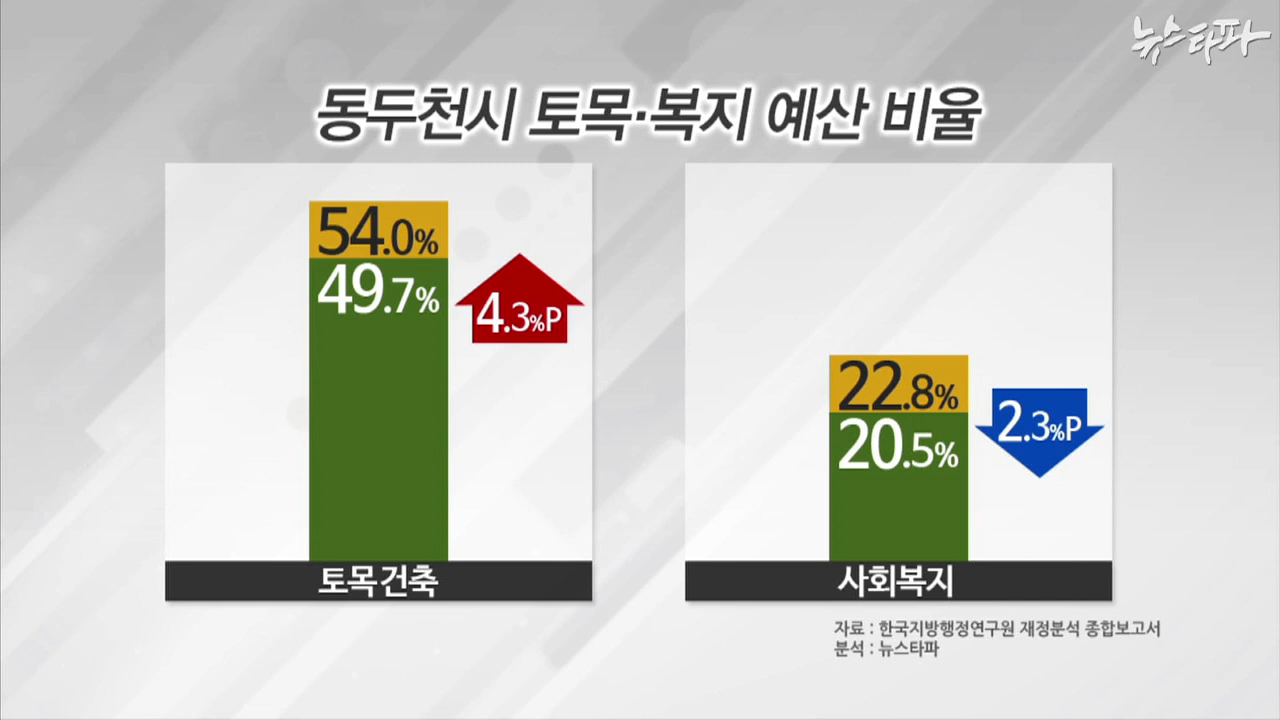 뉴스타파
동두천시 토목·복지 예산 비율
54.0%
49.7%
4.3%P
토목건축
22.8%
20.5%
2.3%P
사회복지
자료 : 한국지방행정연구원 재정분석 종합보고서
분석 : 뉴스타파